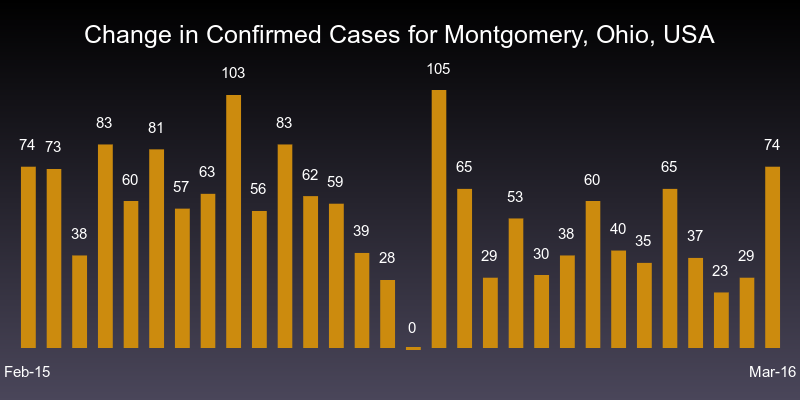 Change in Confirmed Cases for Montgomery, Ohio, USA
74 73 38 83 60 81 57 63 103 56 83 62 59 39 28 0 105 65 29 53 30 38 60 40 35 65 37 23 29 74
Feb-15 Mar-16